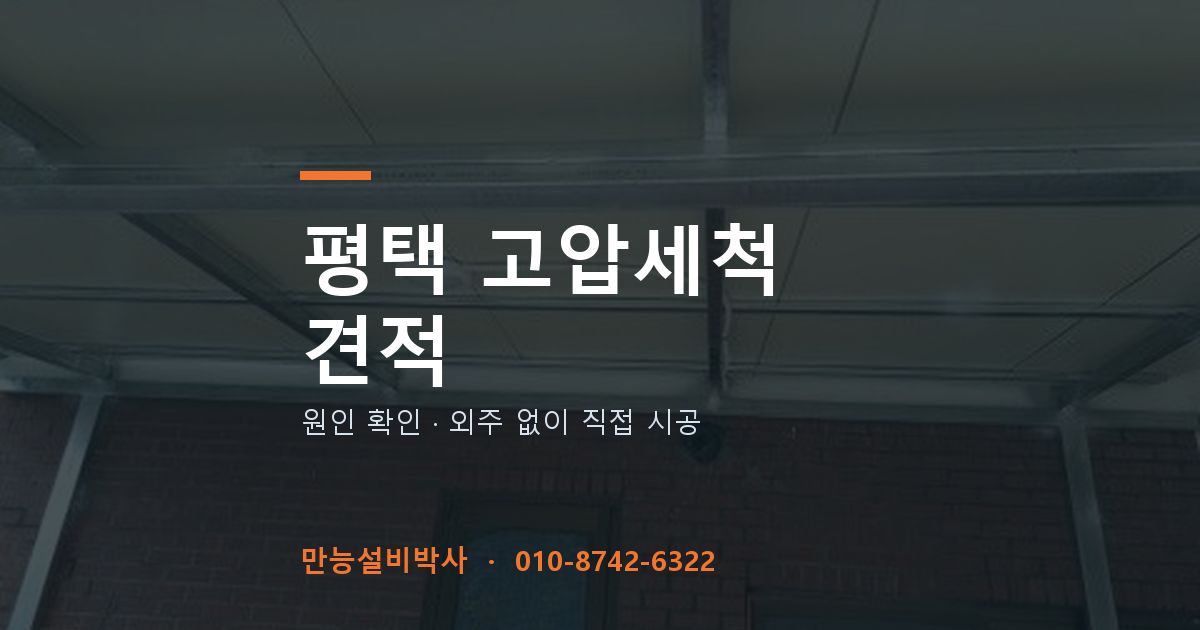 평택 고압세척
견적
원인 확인 · 외주 없이 직접 시공
만능설비박사 · 010-8742-6322